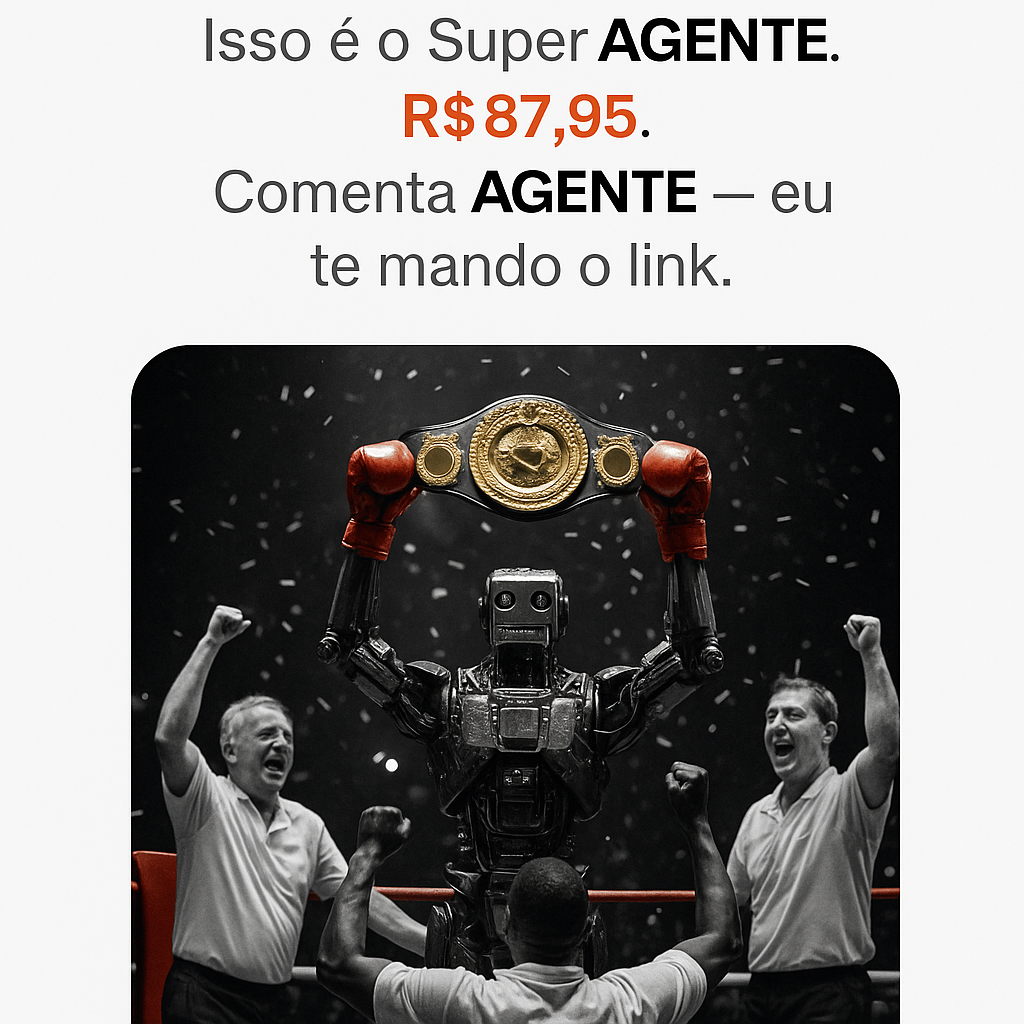 Isso é o Super AGENTE.
R$ 87,95.
Comenta AGENTE — eu
te mando o link.